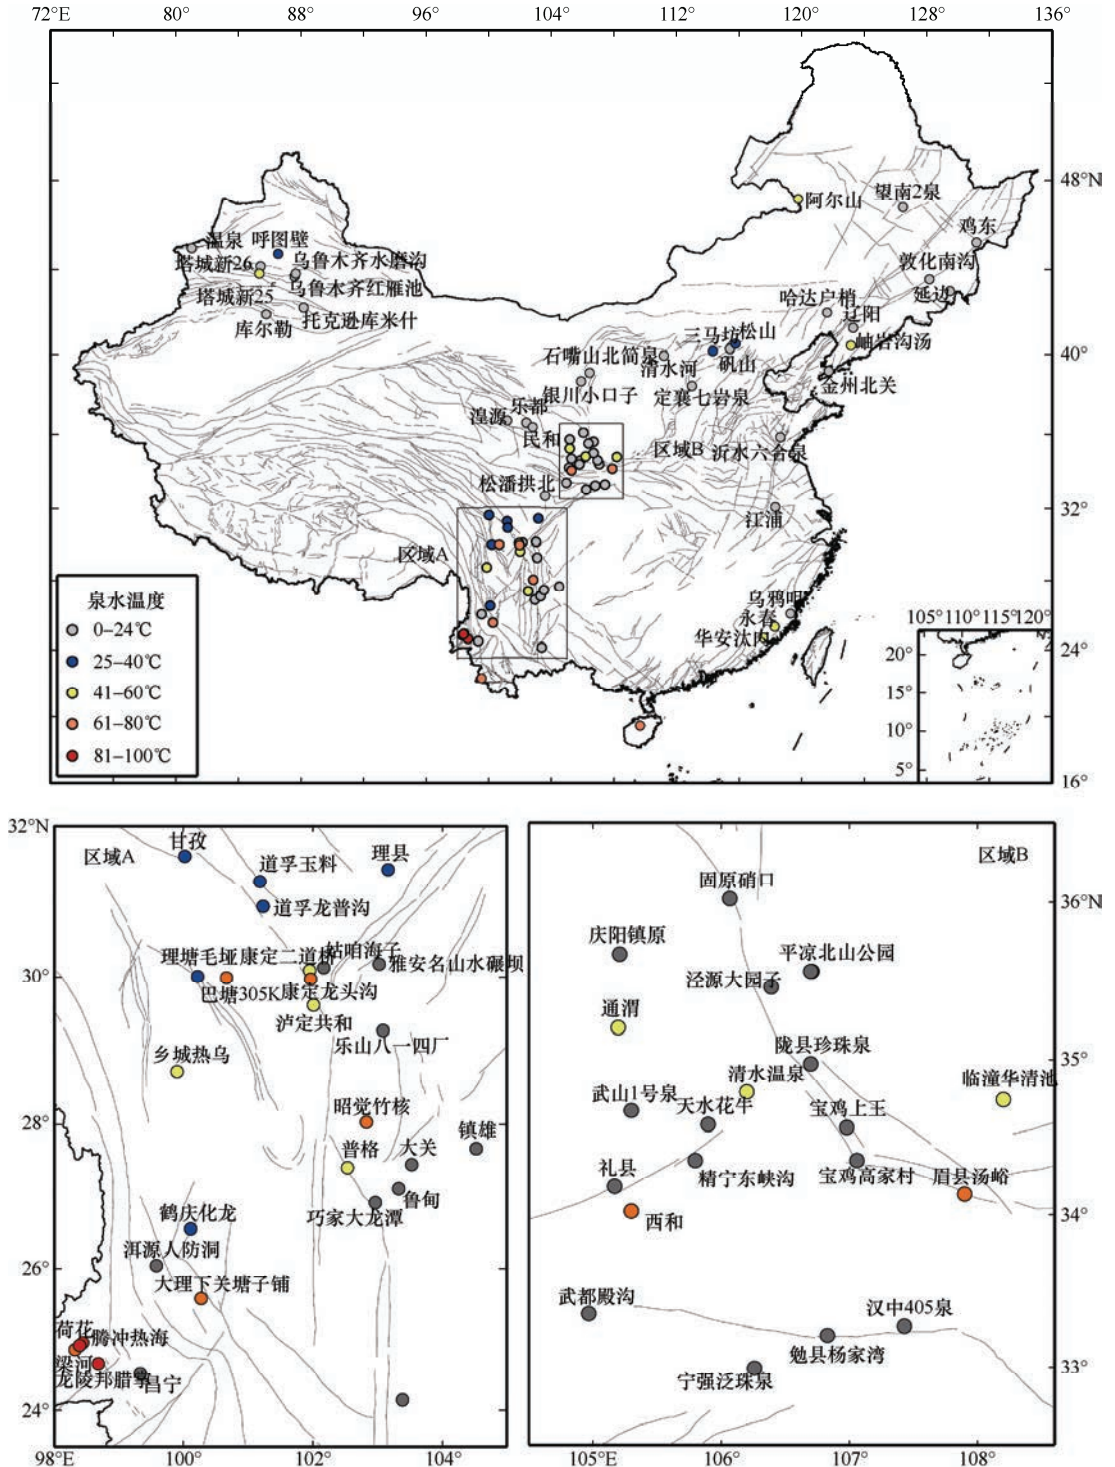 72°E 80° 88° 96° 104° 112° 120° 128° 136°
48°N
40°
32°
24°
16°
阿尔山
望南2泉
鸡东
敦化南沟
延边
温泉
呼图壁
塔城新26
乌鲁木齐水磨沟
塔城新25
乌鲁木齐红雁池
库尔勒
托克逊库米什
哈达户梢
辽阳
岫岩沟汤
三马坊
松山
矾山
石嘴山北简泉
清水河
金州北关
银川小口子
定襄七岩泉
湟源
乐都
民和
区域B
沂水六合泉
松潘拱北
江浦
区域A
乌鸦咀
永春
华安汰内
泉水温度
0–24℃
25–40℃
41–60℃
61–80℃
81–100℃
105° 110° 115° 120°
20°
15°
10°
5°
32°N
30°
28°
26°
24°
98°E 100° 102° 104°
区域A
甘孜
道孚玉料
理县
道孚龙普沟
理塘毛垭
康定二道桥
姑咱海子
雅安名山水碾坝
巴塘305K
康定龙头沟
泸定共和
乐山八一四厂
乡城热乌
昭觉竹核
普格
大关
镇雄
鲁甸
巧家大龙潭
鹤庆化龙
洱源人防洞
大理下关塘子铺
荷花
腾冲热海
梁河
龙陵邦腊掌
昌宁
区域B
36°N
35°
34°
33°
105°E 106° 107° 108°
固原硝口
庆阳镇原
平凉北山公园
泾源大园子
通渭
陇县珍珠泉
清水温泉
临潼华清池
武山1号泉
天水花牛
宝鸡上王
礼县
精宁东峡沟
宝鸡高家村
眉县汤峪
西和
武都殿沟
汉中405泉
勉县杨家湾
宁强泛珠泉